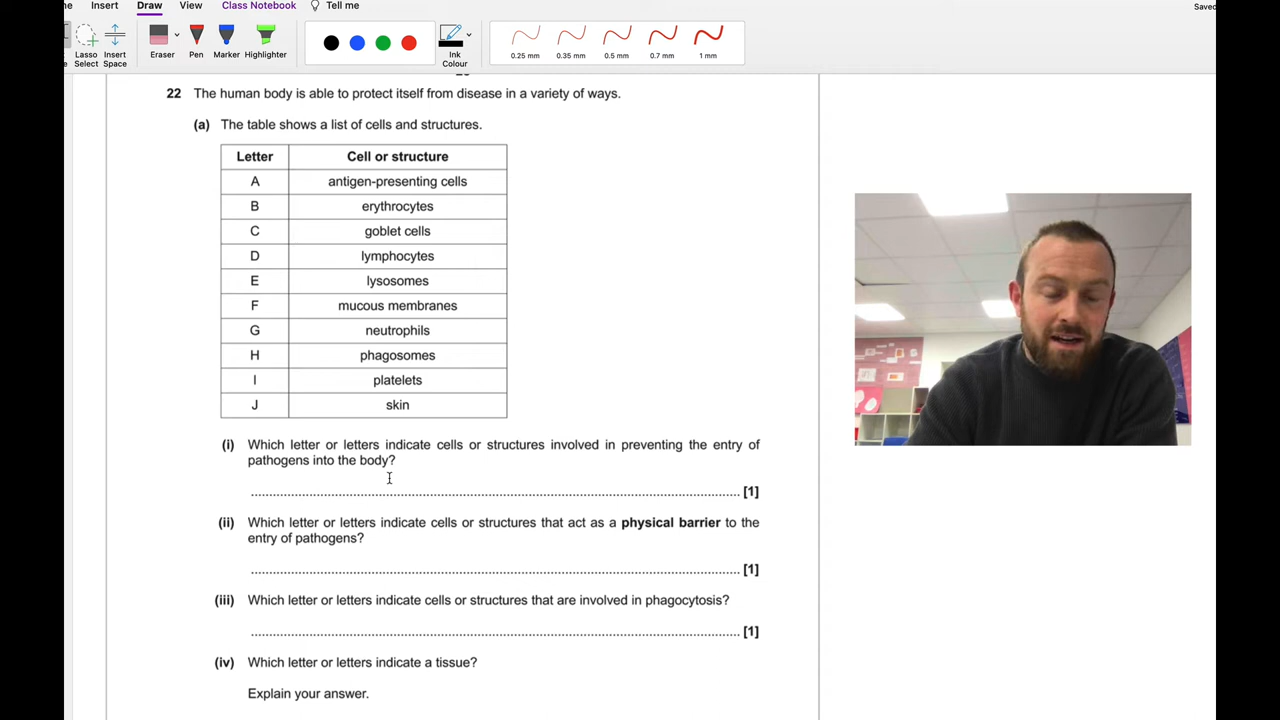 Insert Draw View Class Notebook Tell me
Saved
Lasso Select
Insert Space
Eraser
Pen
Marker
Highlighter
Ink Colour
0.25 mm
0.35 mm
0.5 mm
0.7 mm
1 mm
22 The human body is able to protect itself from disease in a variety of ways.
(a) The table shows a list of cells and structures.
Letter Cell or structure
A antigen-presenting cells
B erythrocytes
C goblet cells
D lymphocytes
E lysosomes
F mucous membranes
G neutrophils
H phagosomes
I platelets
J skin
(i) Which letter or letters indicate cells or structures involved in preventing the entry of
pathogens into the body?
[1]
(ii) Which letter or letters indicate cells or structures that act as a physical barrier to the
entry of pathogens?
[1]
(iii) Which letter or letters indicate cells or structures that are involved in phagocytosis?
[1]
(iv) Which letter or letters indicate a tissue?
Explain your answer.